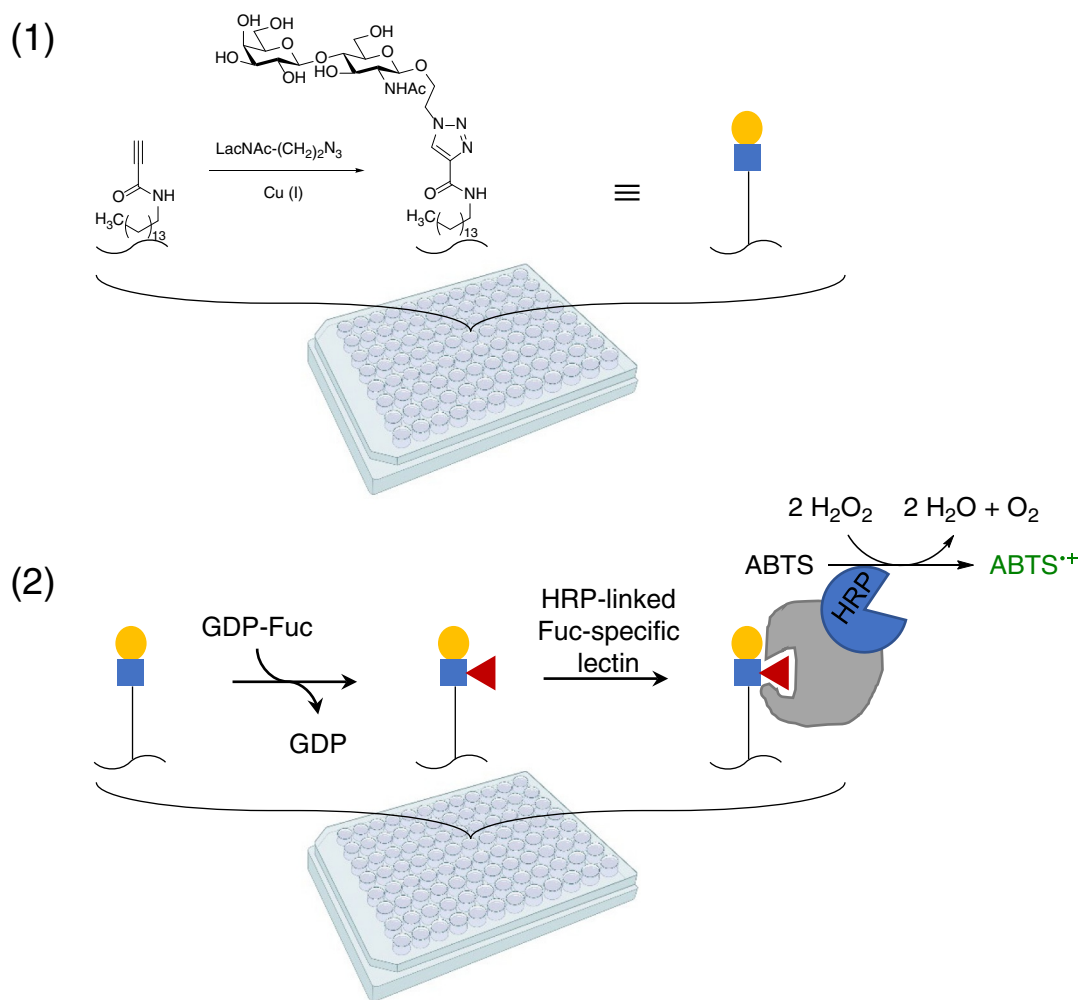 (1)
OH
OH
O
HO
OH
O
OH
O
HO
NHAc
O
N
N
N
LacNAc-(CH₂)₂N₃
Cu (I)
O
NH
H₃C
13
O
NH
H₃C
13
≡
2 H₂O₂
2 H₂O + O₂
(2)
ABTS
ABTS•+
HRP
GDP-Fuc
GDP
HRP-linked
Fuc-specific
lectin